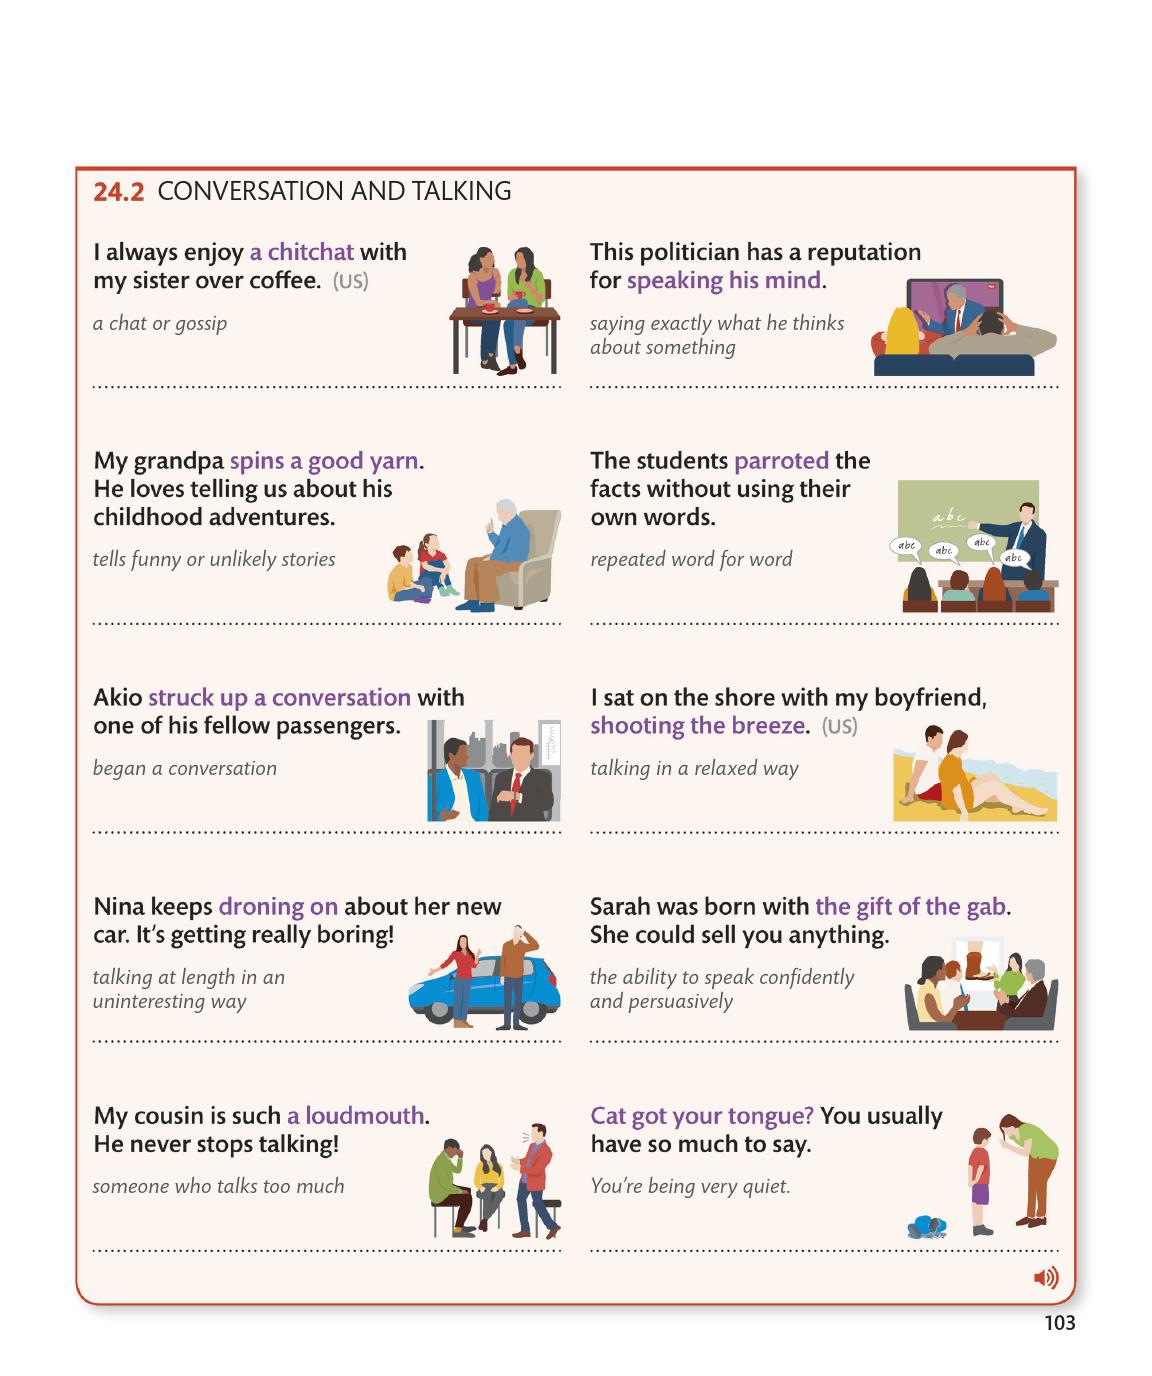 24.2 CONVERSATION AND TALKING
I always enjoy a chitchat with
my sister over coffee. (US)
a chat or gossip
This politician has a reputation
for speaking his mind.
saying exactly what he thinks
about something
My grandpa spins a good yarn.
He loves telling us about his
childhood adventures.
tells funny or unlikely stories
The students parroted the
facts without using their
own words.
repeated word for word
abc
abc
abc
abc
abc
Akio struck up a conversation with
one of his fellow passengers.
began a conversation
I sat on the shore with my boyfriend,
shooting the breeze. (US)
talking in a relaxed way
Nina keeps droning on about her new
car. It's getting really boring!
talking at length in an
uninteresting way
Sarah was born with the gift of the gab.
She could sell you anything.
the ability to speak confidently
and persuasively
My cousin is such a loudmouth.
He never stops talking!
someone who talks too much
Cat got your tongue? You usually
have so much to say.
You're being very quiet.
103